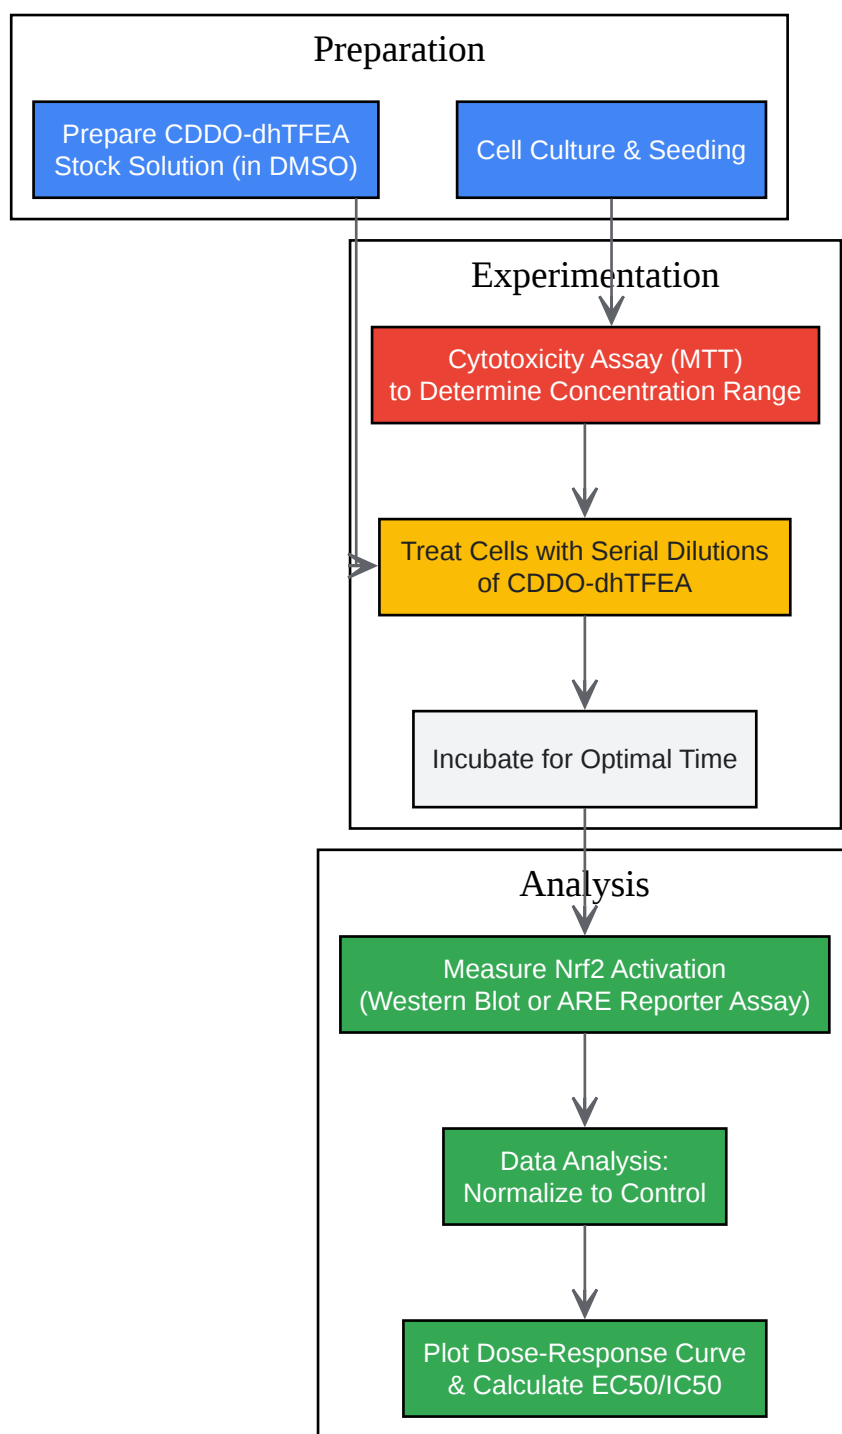 Preparation
Prepare CDDO-dhTFEA
Stock Solution (in DMSO)
Cell Culture & Seeding
Experimentation
Cytotoxicity Assay (MTT)
to Determine Concentration Range
Treat Cells with Serial Dilutions
of CDDO-dhTFEA
Incubate for Optimal Time
Analysis
Measure Nrf2 Activation
(Western Blot or ARE Reporter Assay)
Data Analysis:
Normalize to Control
Plot Dose-Response Curve
& Calculate EC50/IC50